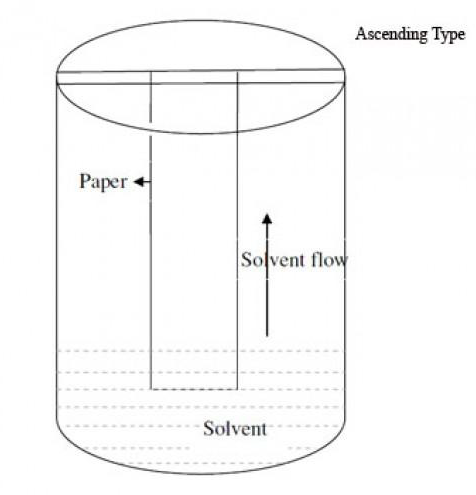 Ascending Type
Paper
Solvent flow
Solvent